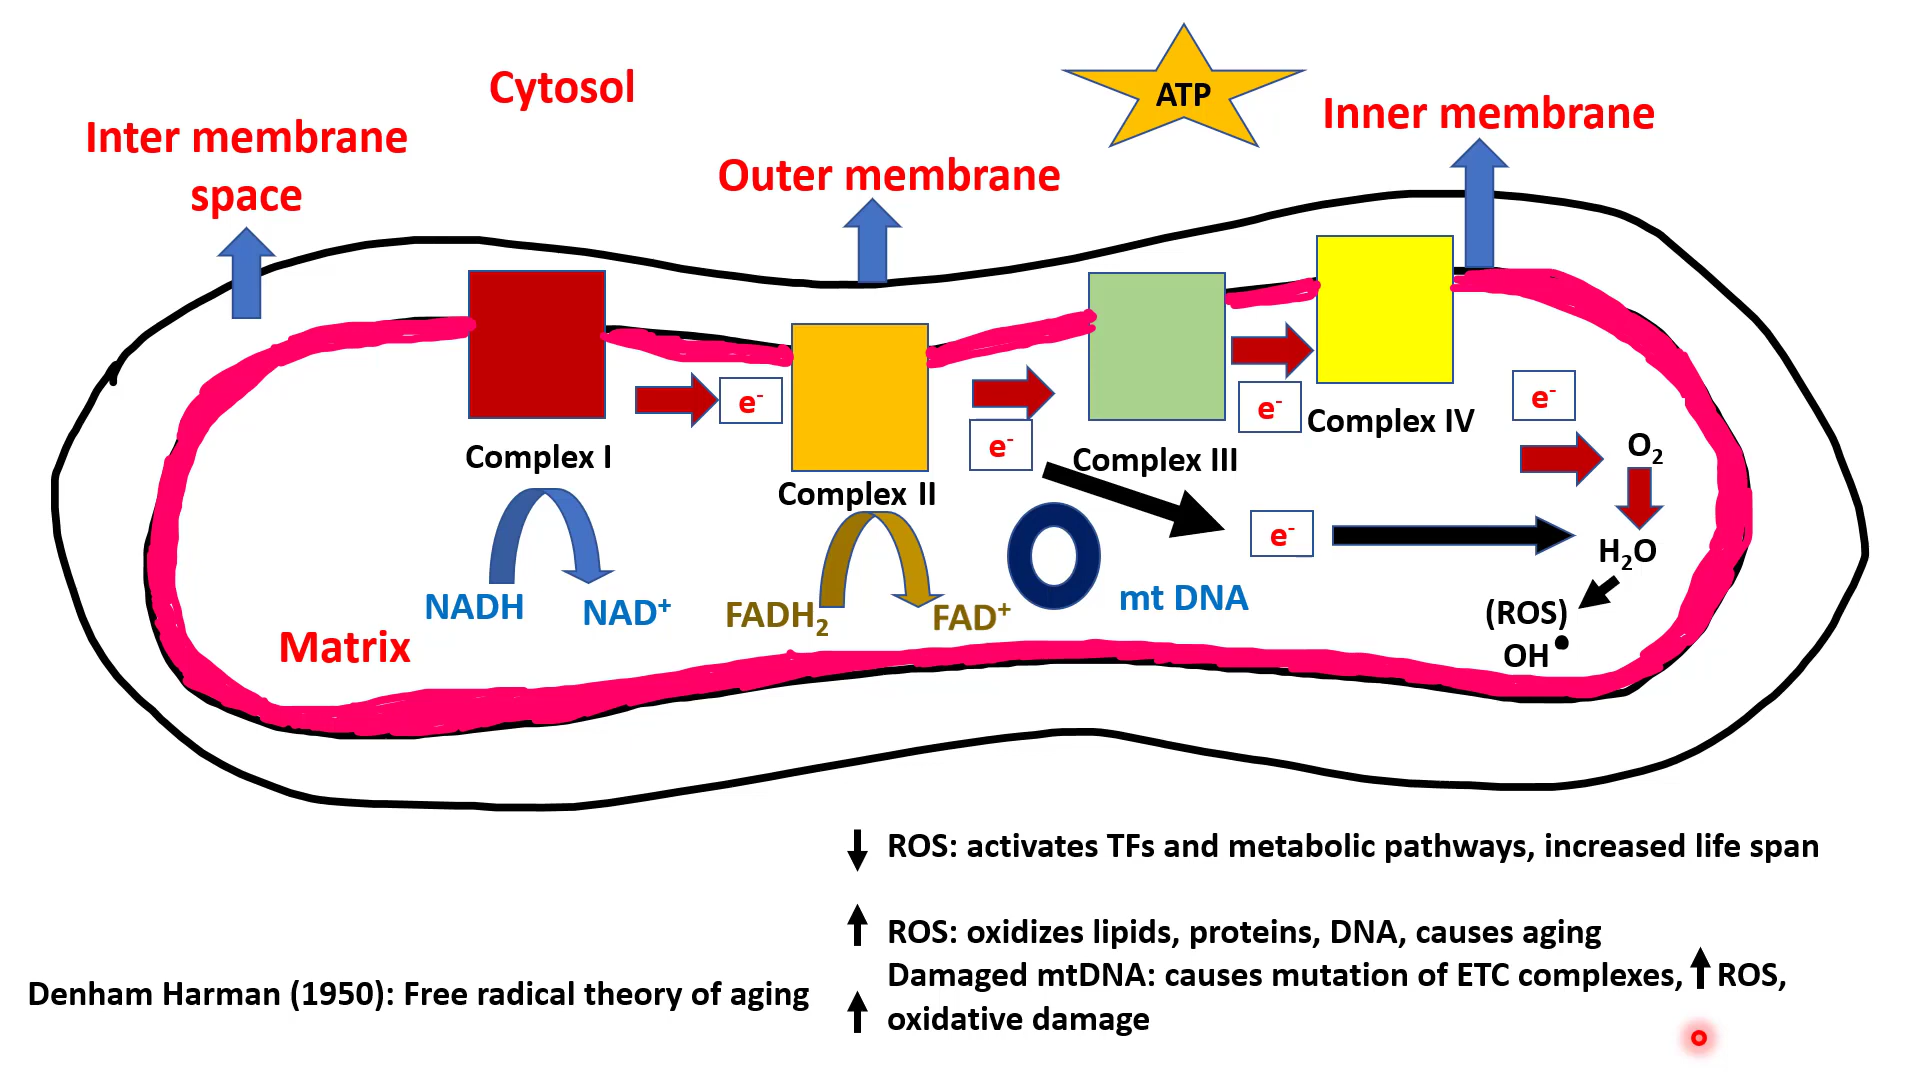 Cytosol
ATP
Inner membrane
Inter membrane
space
Outer membrane
e⁻
e⁻
e⁻
e⁻
Complex I
Complex II
Complex III
Complex IV
O₂
e⁻
H₂O
(ROS)
OH•
NADH
NAD⁺
FADH₂
FAD⁺
mt DNA
Matrix
↓ ROS: activates TFs and metabolic pathways, increased life span
↑ ROS: oxidizes lipids, proteins, DNA, causes aging
Damaged mtDNA: causes mutation of ETC complexes, ↑ ROS,
↑ oxidative damage
Denham Harman (1950): Free radical theory of aging